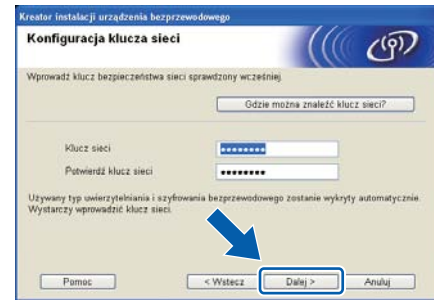 Kreator instalacji urządzenia bezprzewodowego
Konfiguracja klucza sieci
Wprowadź klucz bezpieczeństwa sieci sprawdzony wcześniej.
Gdzie można znaleźć klucz sieci?
Klucz sieci
Potwierdź klucz sieci
Używany typ uwierzytelniania i szyfrowania bezprzewodowego zostanie wykryty automatycznie.
Wystarczy wprowadzić klucz sieci.
Pomoc
< Wstecz
Dalej >
Anuluj